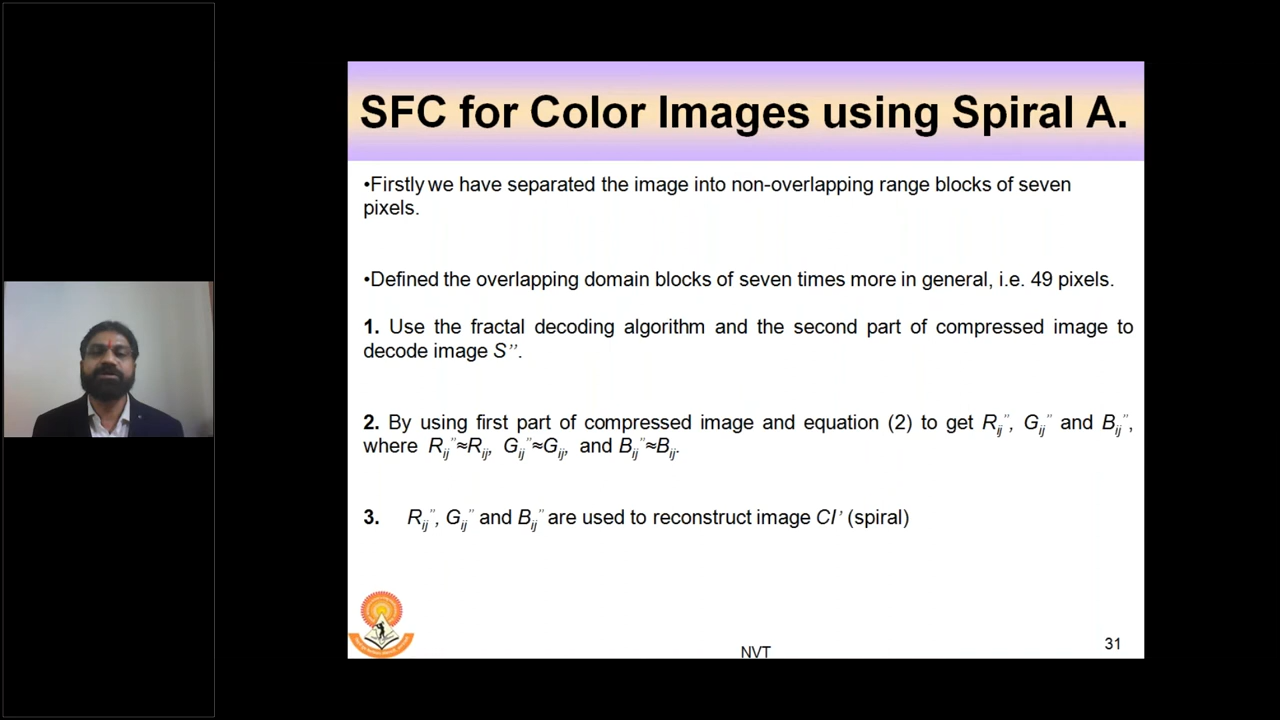 SFC for Color Images using Spiral A.
•Firstly we have separated the image into non-overlapping range blocks of seven
pixels.
•Defined the overlapping domain blocks of seven times more in general, i.e. 49 pixels.
1. Use the fractal decoding algorithm and the second part of compressed image to
decode image S’’.
2. By using first part of compressed image and equation (2) to get Rij’’, Gij’’ and Bij’’,
where Rij’’≈Rij, Gij’’≈Gij, and Bij’’≈Bij.
3. Rij’’, Gij’’ and Bij’’ are used to reconstruct image CI’ (spiral)
NVT
31